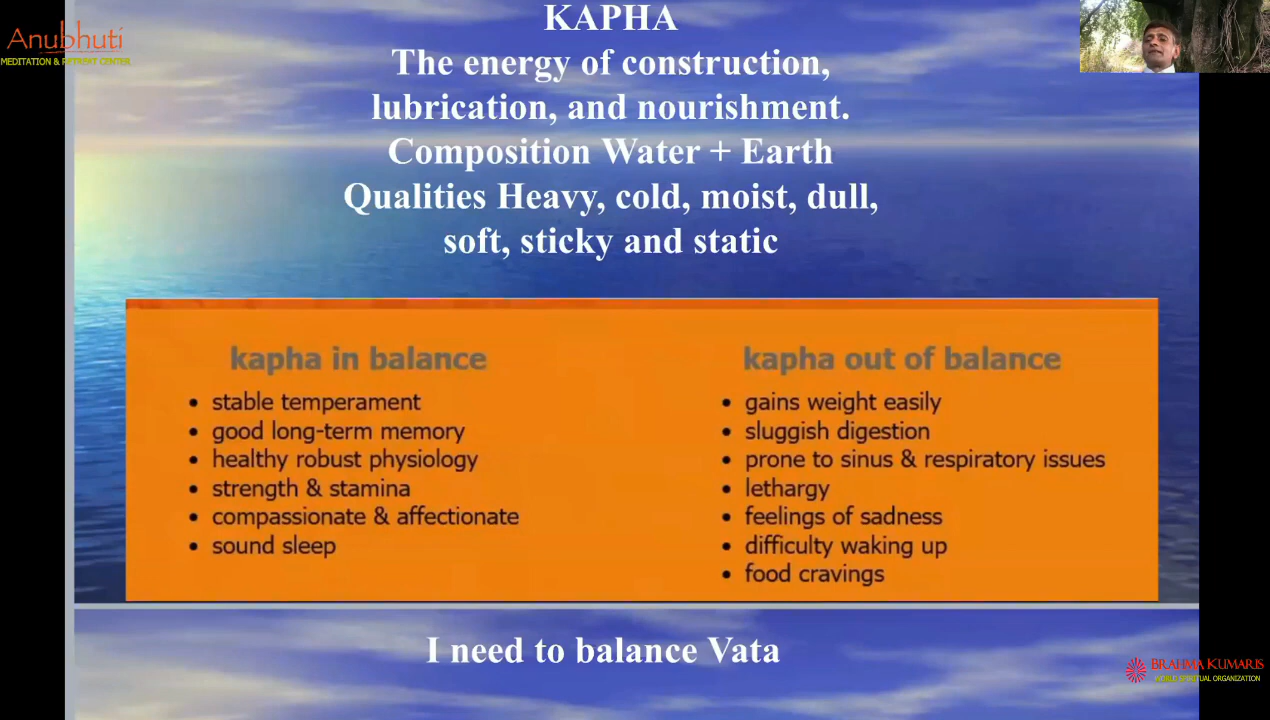 Anubhuti
MEDITATION & RETREAT CENTER
KAPHA
The energy of construction,
lubrication, and nourishment.
Composition Water + Earth
Qualities Heavy, cold, moist, dull,
soft, sticky and static
kapha in balance
• stable temperament
• good long-term memory
• healthy robust physiology
• strength & stamina
• compassionate & affectionate
• sound sleep
kapha out of balance
• gains weight easily
• sluggish digestion
• prone to sinus & respiratory issues
• lethargy
• feelings of sadness
• difficulty waking up
• food cravings
I need to balance Vata
BRAHMA KUMARIS
WORLD SPIRITUAL ORGANIZATION